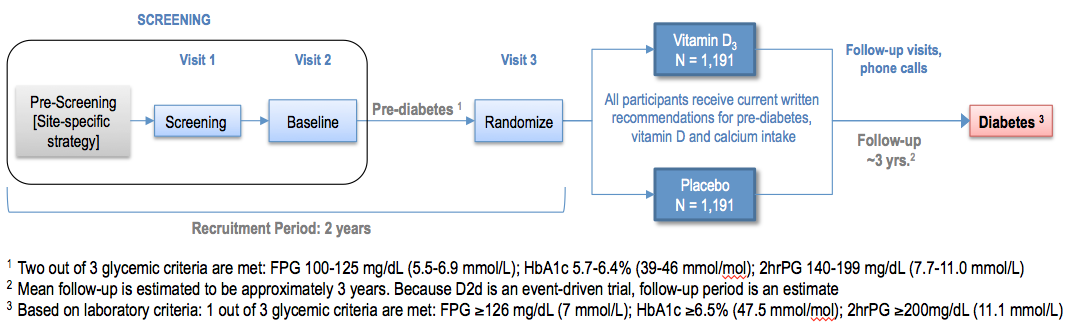 SCREENING
Visit 1
Visit 2
Visit 3
Pre-Screening
[Site-specific
strategy]
Screening
Baseline
Pre-diabetes 1
Randomize
Vitamin D3
N = 1,191
All participants receive current written
recommendations for pre-diabetes,
vitamin D and calcium intake
Placebo
N = 1,191
Follow-up visits,
phone calls
Follow-up
~3 yrs.2
Diabetes 3
Recruitment Period: 2 years
1 Two out of 3 glycemic criteria are met: FPG 100-125 mg/dL (5.5-6.9 mmol/L); HbA1c 5.7-6.4% (39-46 mmol/mol); 2hrPG 140-199 mg/dL (7.7-11.0 mmol/L)
2 Mean follow-up is estimated to be approximately 3 years. Because D2d is an event-driven trial, follow-up period is an estimate
3 Based on laboratory criteria: 1 out of 3 glycemic criteria are met: FPG ≥126 mg/dL (7 mmol/L); HbA1c ≥6.5% (47.5 mmol/mol); 2hrPG ≥200mg/dL (11.1 mmol/L)